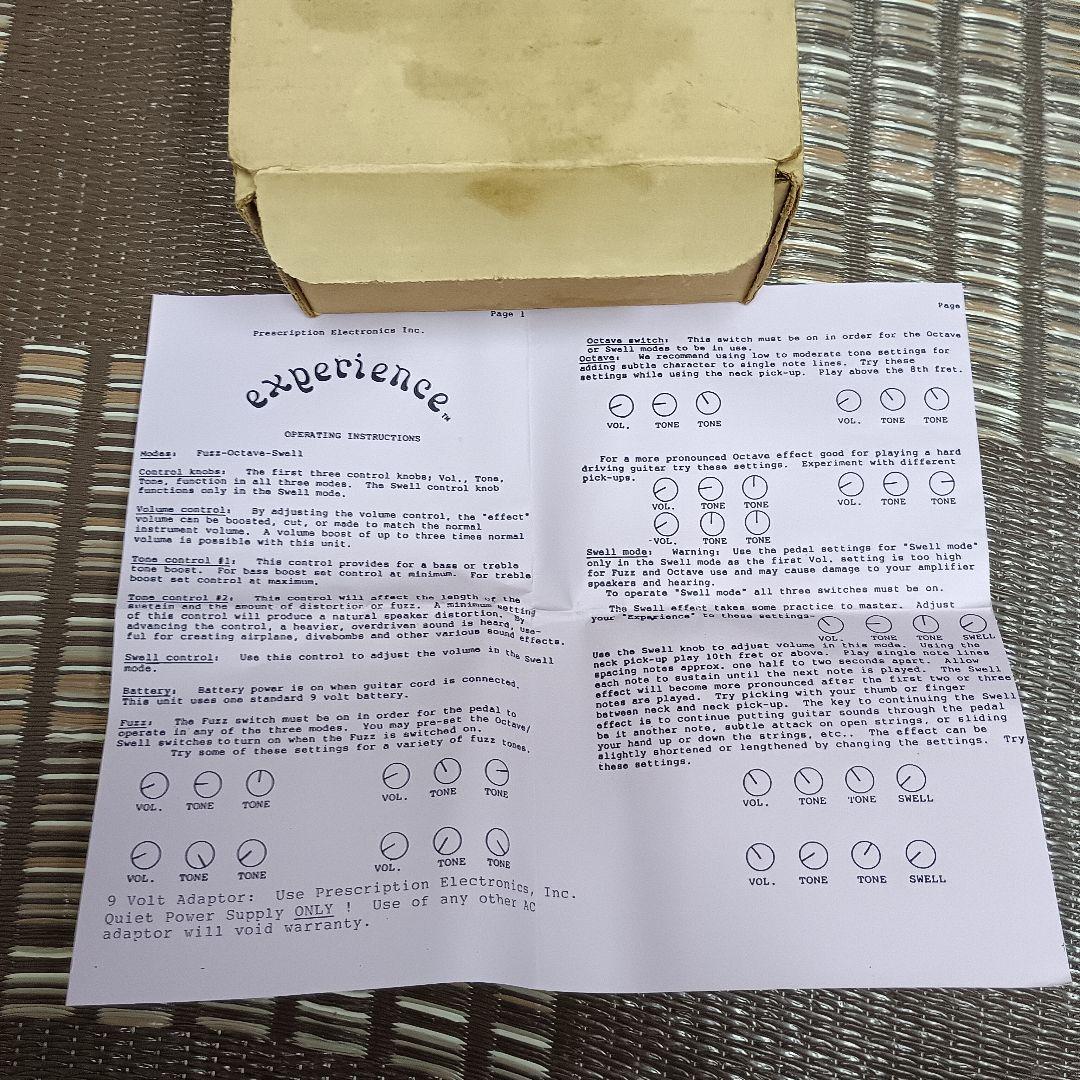 Page 1
Prescription Electronics Inc.
experience™
OPERATING INSTRUCTIONS
Modes: Fuzz-Octave-Swell
Control knobs: The first three control knobs; Vol., Tone,
Tone, function in all three modes. The Swell control knob
functions only in the Swell mode.
Volume control: By adjusting the volume control, the "effect"
volume can be boosted, cut, or made to match the normal
instrument volume. A volume boost of up to three times normal
volume is possible with this unit.
Tone control #1: This control provides for a bass or treble
tone boost. For bass boost set control at minimum. For treble
boost set control at maximum.
Tone control #2: This control will affect the length of the
sustain and the amount of distortion or fuzz. A minimum setting
of this control will produce a natural speaker distortion. By
advancing the control, a heavier, overdriven sound is heard, use-
ful for creating airplane, divebombs and other various sound effects.
Swell control: Use this control to adjust the volume in the Swell
mode.
Battery: Battery power is on when guitar cord is connected.
This unit uses one standard 9 volt battery.
Fuzz: The Fuzz switch must be on in order for the pedal to
operate in any of the three modes. You may pre-set the Octave/
Swell switches to turn on when the Fuzz is switched on.
Try some of these settings for a variety of fuzz tones.
VOL. TONE TONE VOL. TONE TONE
VOL. TONE TONE VOL. TONE TONE
9 Volt Adaptor: Use Prescription Electronics, Inc.
Quiet Power Supply ONLY ! Use of any other AC
adaptor will void warranty.
Page
Octave switch: This switch must be on in order for the Octave
or Swell modes to be in use.
Octave: We recommend using low to moderate tone settings for
adding subtle character to single note lines. Try these
settings while using the neck pick-up. Play above the 8th fret.
VOL. TONE TONE VOL. TONE TONE
For a more pronounced Octave effect good for playing a hard
driving guitar try these settings. Experiment with different
pick-ups.
VOL. TONE TONE VOL. TONE TONE
VOL. TONE TONE
Swell mode: Warning: Use the pedal settings for "Swell mode"
only in the Swell mode as the first Vol. setting is too high
for Fuzz and Octave use and may cause damage to your amplifier
speakers and hearing.
To operate "Swell mode" all three switches must be on.
The Swell effect takes some practice to master. Adjust
your "Experience" to these settings-
VOL. TONE TONE SWELL
Use the Swell knob to adjust volume in this mode. Using the
neck pick-up play 10th fret or above. Play single note lines
spacing notes approx. one half to two seconds apart. Allow
each note to sustain until the next note is played. The Swell
effect will become more pronounced after the first two or three
notes are played. Try picking with your thumb or finger
between neck and neck pick-up. The key to continuing the Swell
effect is to continue putting guitar sounds through the pedal
be it another note, subtle attack on open strings, or sliding
your hand up or down the strings, etc.. The effect can be
slightly shortened or lengthened by changing the settings. Try
these settings.
VOL. TONE TONE SWELL
VOL. TONE TONE SWELL